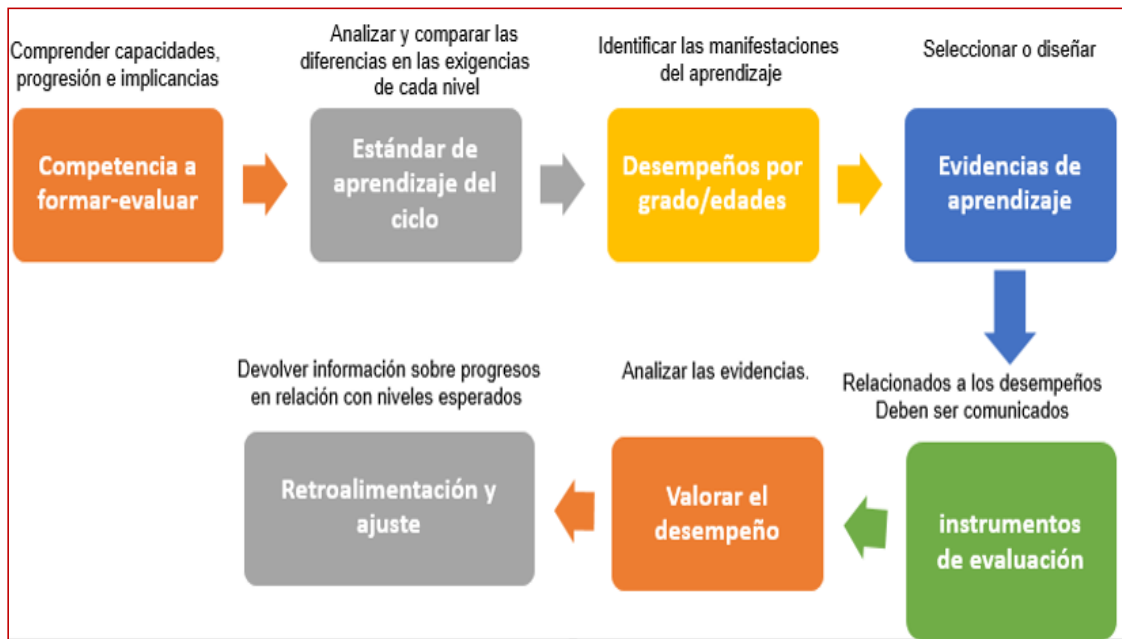 Comprender capacidades,
progresión e implicancias
Competencia a
formar-evaluar
Analizar y comparar las
diferencias en las exigencias
de cada nivel
Estándar de
aprendizaje del
ciclo
Identificar las manifestaciones
del aprendizaje
Desempeños por
grado/edades
Seleccionar o diseñar
Evidencias de
aprendizaje
Relacionados a los desempeños
Deben ser comunicados
instrumentos
de evaluación
Analizar las evidencias.
Valorar el
desempeño
Devolver información sobre progresos
en relación con niveles esperados
Retroalimentación y
ajuste